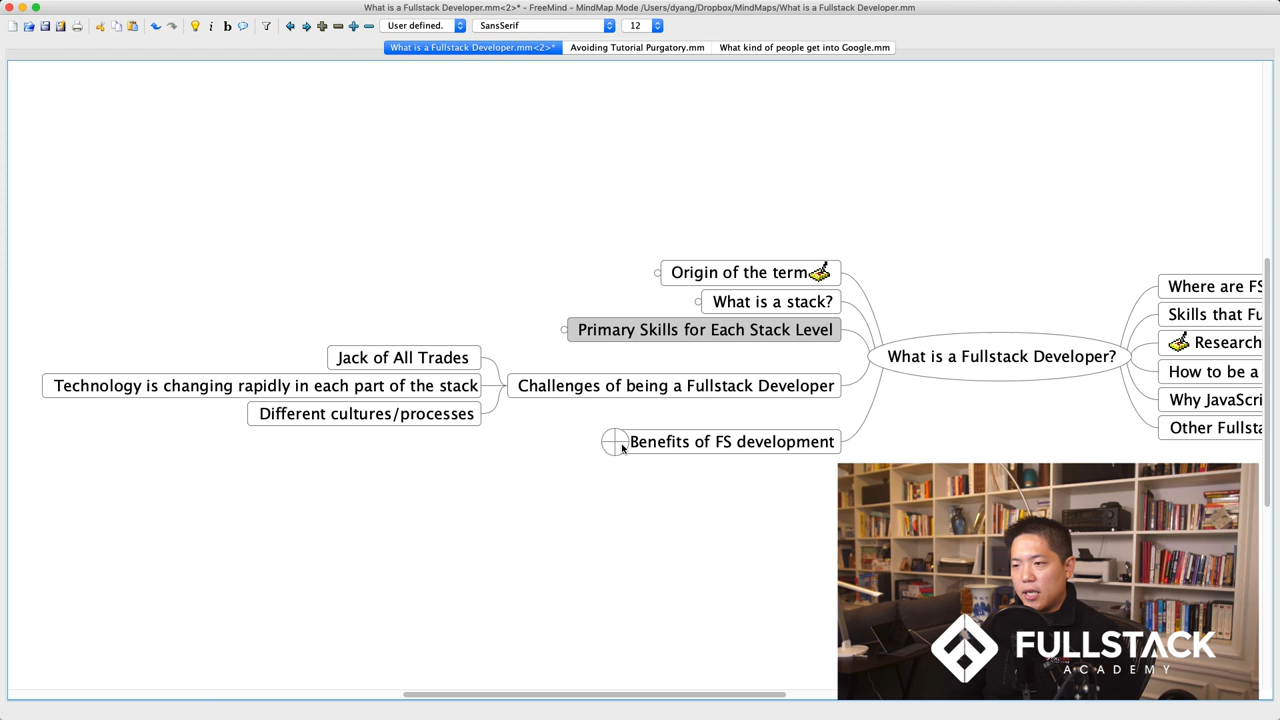 What is a Fullstack Developer.mm<2>* - FreeMind - MindMap Mode /Users/dyang/Dropbox/MindMaps/What is a Fullstack Developer.mm
User defined.
SansSerif
12
What is a Fullstack Developer.mm<2>*
Avoiding Tutorial Purgatory.mm
What kind of people get into Google.mm
Origin of the term
What is a stack?
Primary Skills for Each Stack Level
Jack of All Trades
Technology is changing rapidly in each part of the stack
Different cultures/processes
Challenges of being a Fullstack Developer
Benefits of FS development
What is a Fullstack Developer?
Where are FS
Skills that Fu
Research
How to be a
Why JavaScri
Other Fullsta
FULLSTACK
ACADEMY